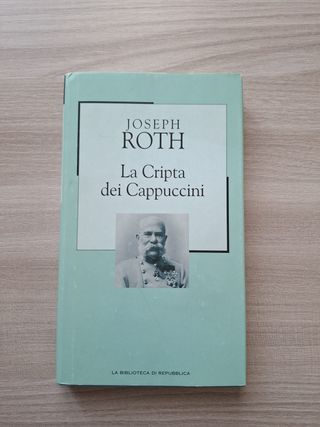 JOSEPH
ROTH
La Cripta
dei Cappuccini
LA BIBLIOTECA DI REPUBBLICA